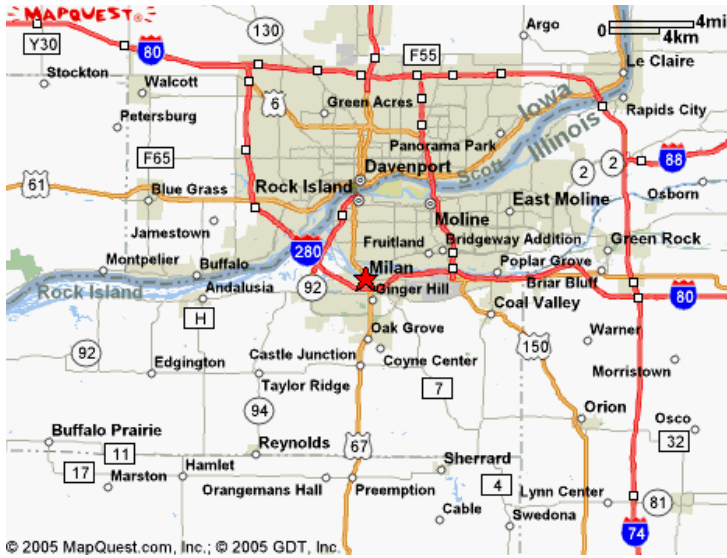 MAPQUEST®
Argo
0 4mi
4km
130
F55
Y30
80
Le Claire
Stockton
Walcott
6
Green Acres
Iowa
Rapids City
Petersburg
Panorama Park
Illinois
F65
Davenport
Scott
2
2
88
61
Rock Island
Blue Grass
East Moline
Osborn
Moline
Jamestown
Fruitland
Bridgeway Addition
Green Rock
280
Montpelier
Buffalo
Milan
Poplar Grove
Rock Island
92
Ginger Hill
Briar Bluff
80
Andalusia
Coal Valley
H
Oak Grove
Warner
92
Castle Junction
Coyne Center
150
Edgington
Morristown
Taylor Ridge
7
94
Orion
Osco
Buffalo Prairie
32
11
Reynolds
67
17
Hamlet
Sherrard
Marston
Orangemans Hall
Preemption
4
Lynn Center
81
Cable
Swedona
74
© 2005 MapQuest.com, Inc.; © 2005 GDT, Inc.